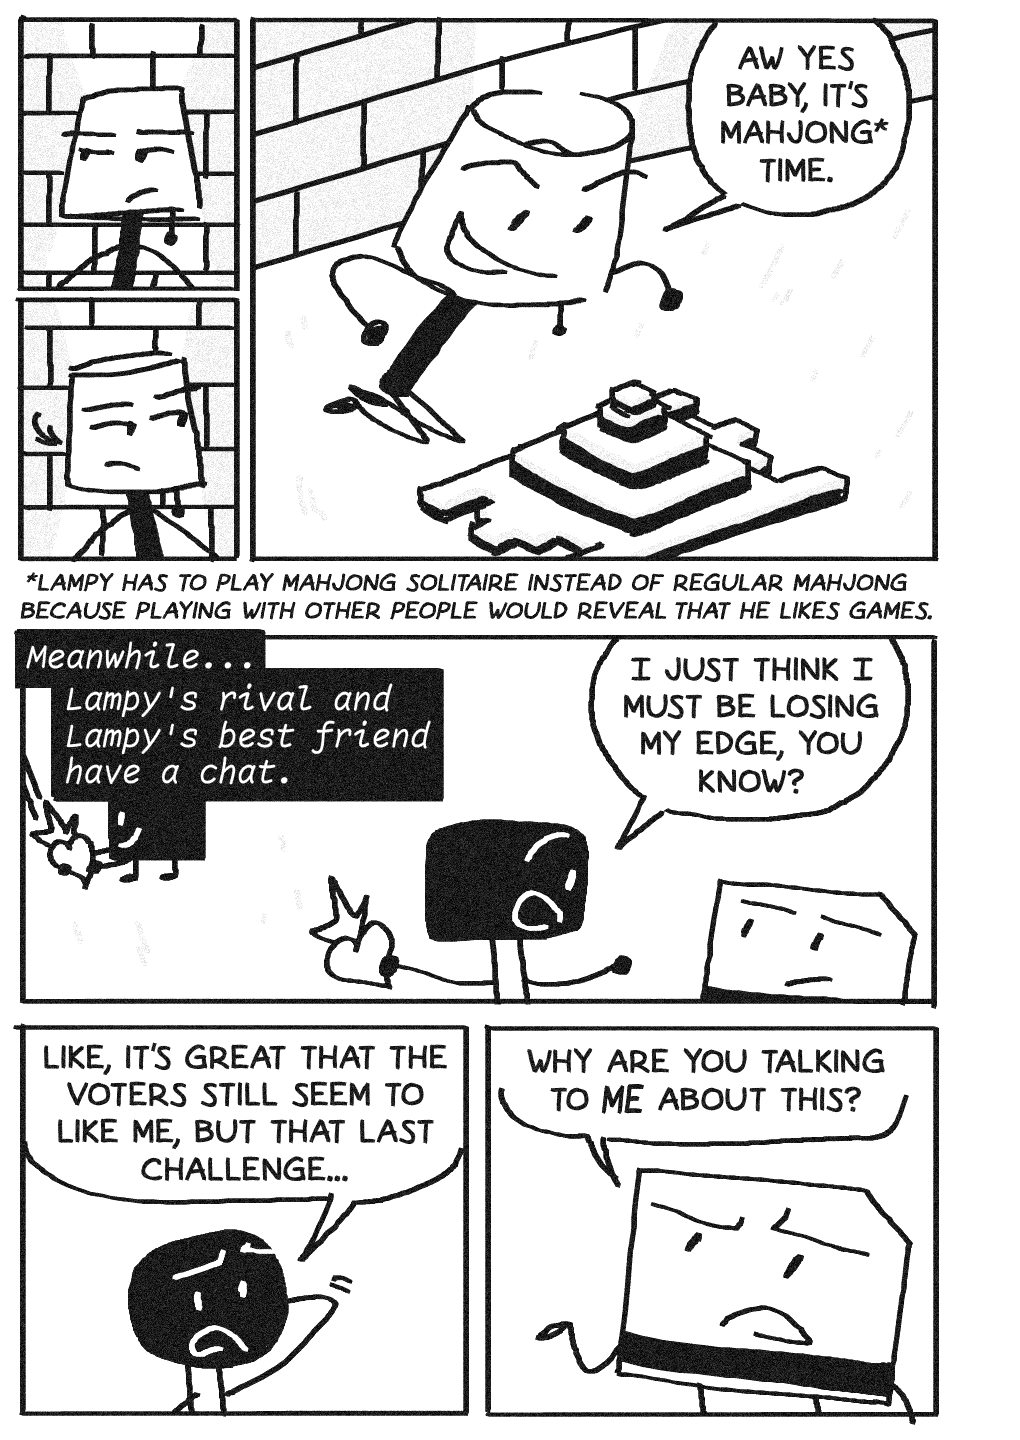 AW YES
BABY, IT'S
MAHJONG*
TIME.
*LAMPY HAS TO PLAY MAHJONG SOLITAIRE INSTEAD OF REGULAR MAHJONG
BECAUSE PLAYING WITH OTHER PEOPLE WOULD REVEAL THAT HE LIKES GAMES.
Meanwhile...
Lampy's rival and
Lampy's best friend
have a chat.
I JUST THINK I
MUST BE LOSING
MY EDGE, YOU
KNOW?
LIKE, IT'S GREAT THAT THE
VOTERS STILL SEEM TO
LIKE ME, BUT THAT LAST
CHALLENGE...
WHY ARE YOU TALKING
TO ME ABOUT THIS?